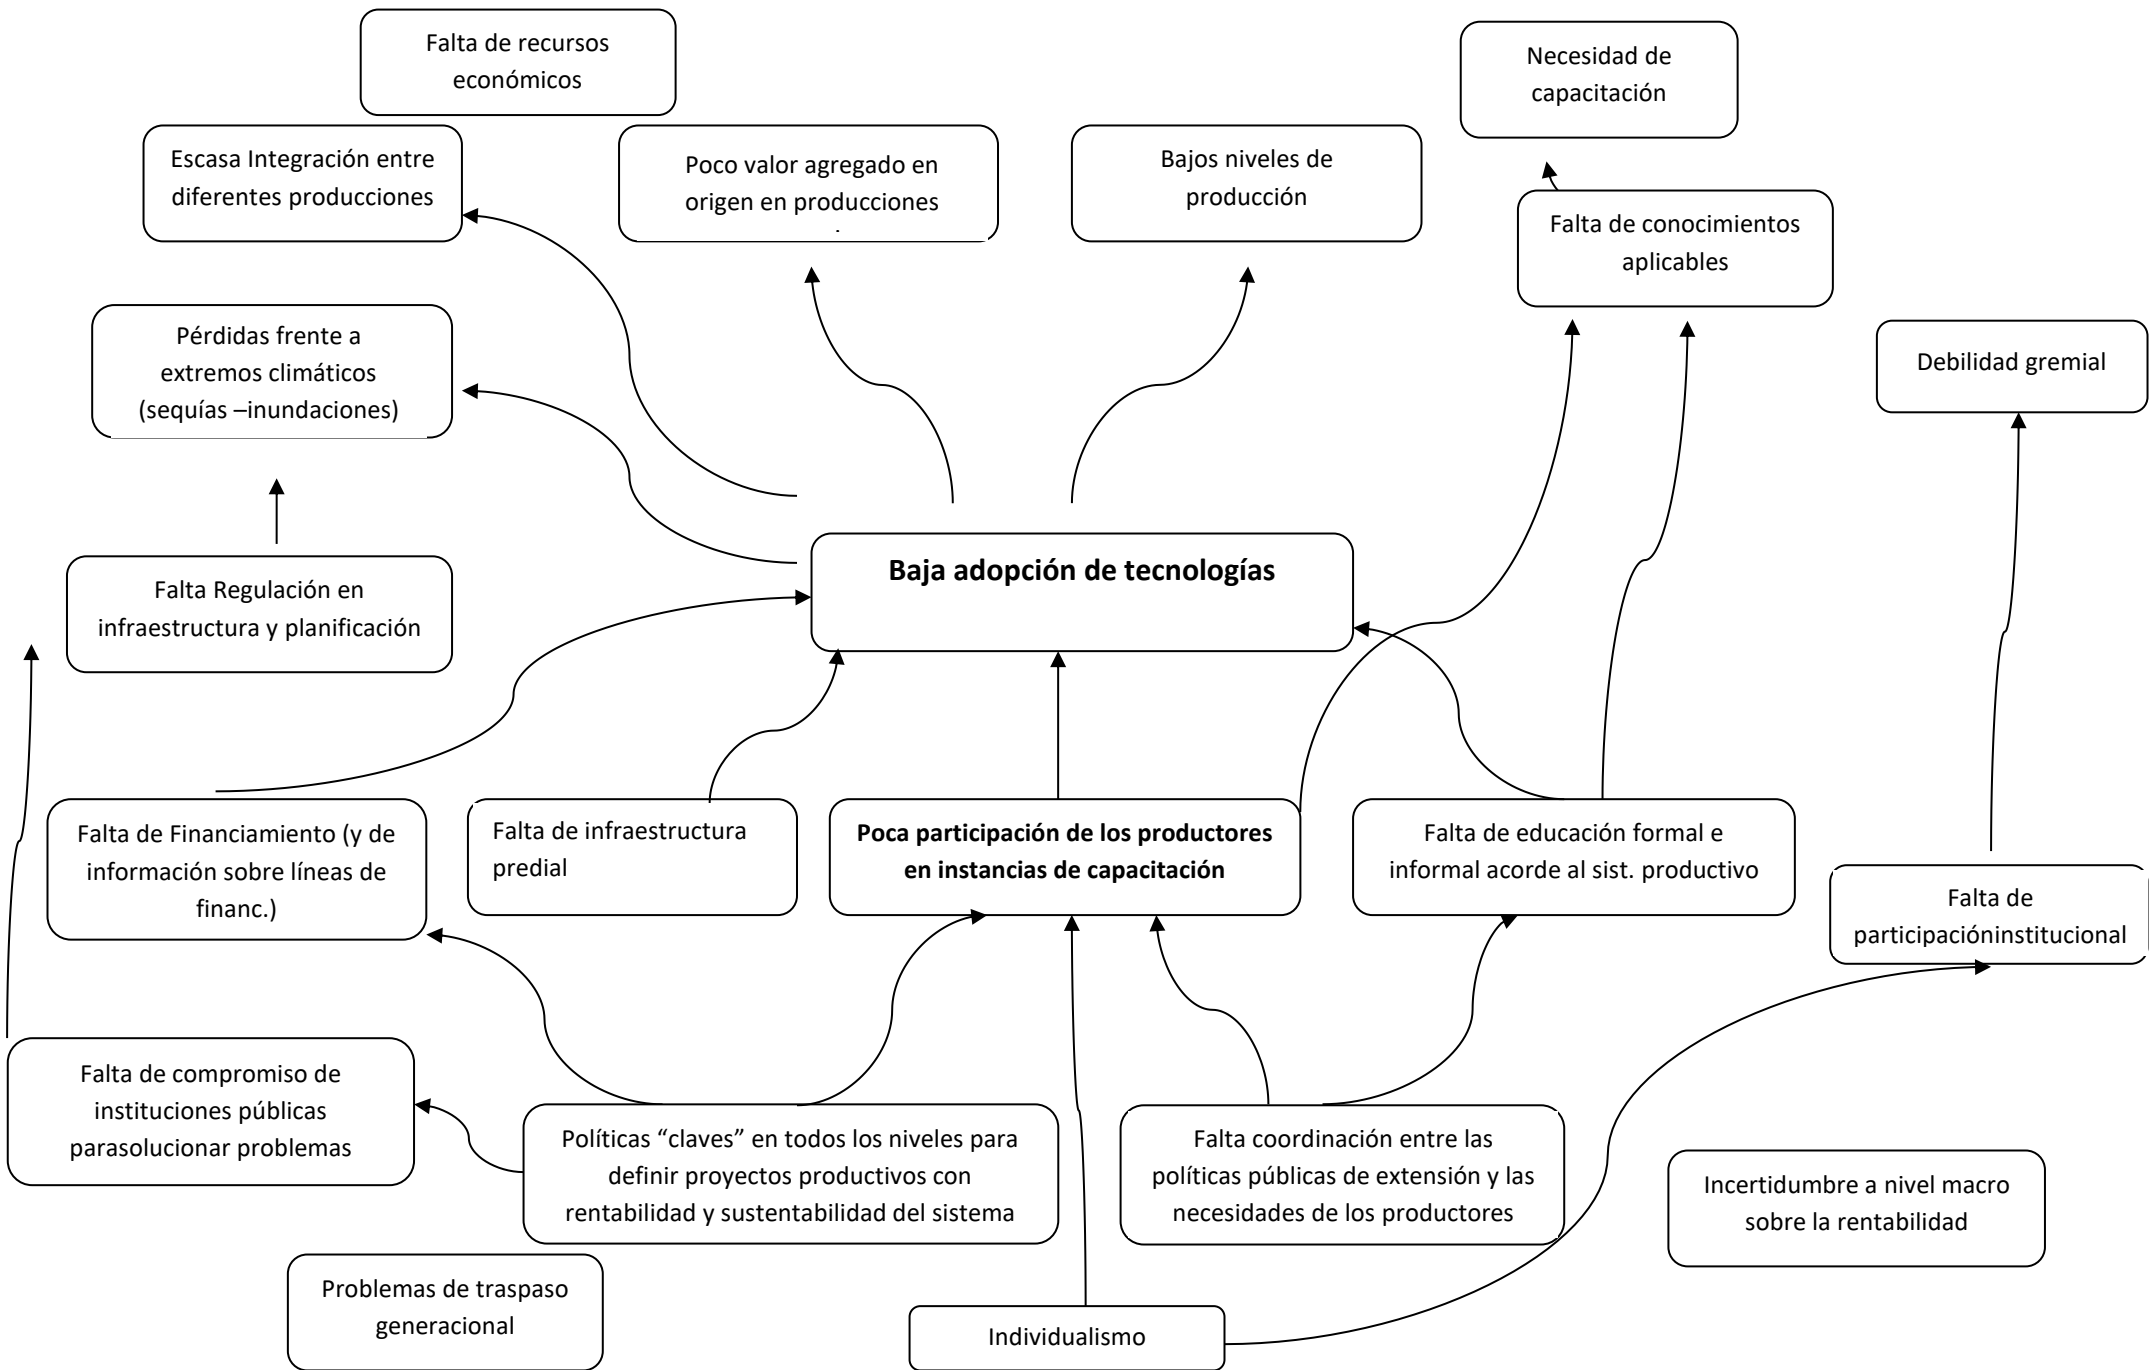 Falta de recursos
económicos
Necesidad de
capacitación
Escasa Integración entre
diferentes producciones
Poco valor agregado en
origen en producciones
Bajos niveles de
producción
Falta de conocimientos
aplicables
Pérdidas frente a
extremos climáticos
(sequías –inundaciones)
Debilidad gremial
Baja adopción de tecnologías
Falta Regulación en
infraestructura y planificación
Falta de Financiamiento (y de
información sobre líneas de
financ.)
Falta de infraestructura
predial
Poca participación de los productores
en instancias de capacitación
Falta de educación formal e
informal acorde al sist. productivo
Falta de
participacióninstitucional
Falta de compromiso de
instituciones públicas
parasolucionar problemas
Políticas “claves” en todos los niveles para
definir proyectos productivos con
rentabilidad y sustentabilidad del sistema
Falta coordinación entre las
políticas públicas de extensión y las
necesidades de los productores
Incertidumbre a nivel macro
sobre la rentabilidad
Problemas de traspaso
generacional
Individualismo